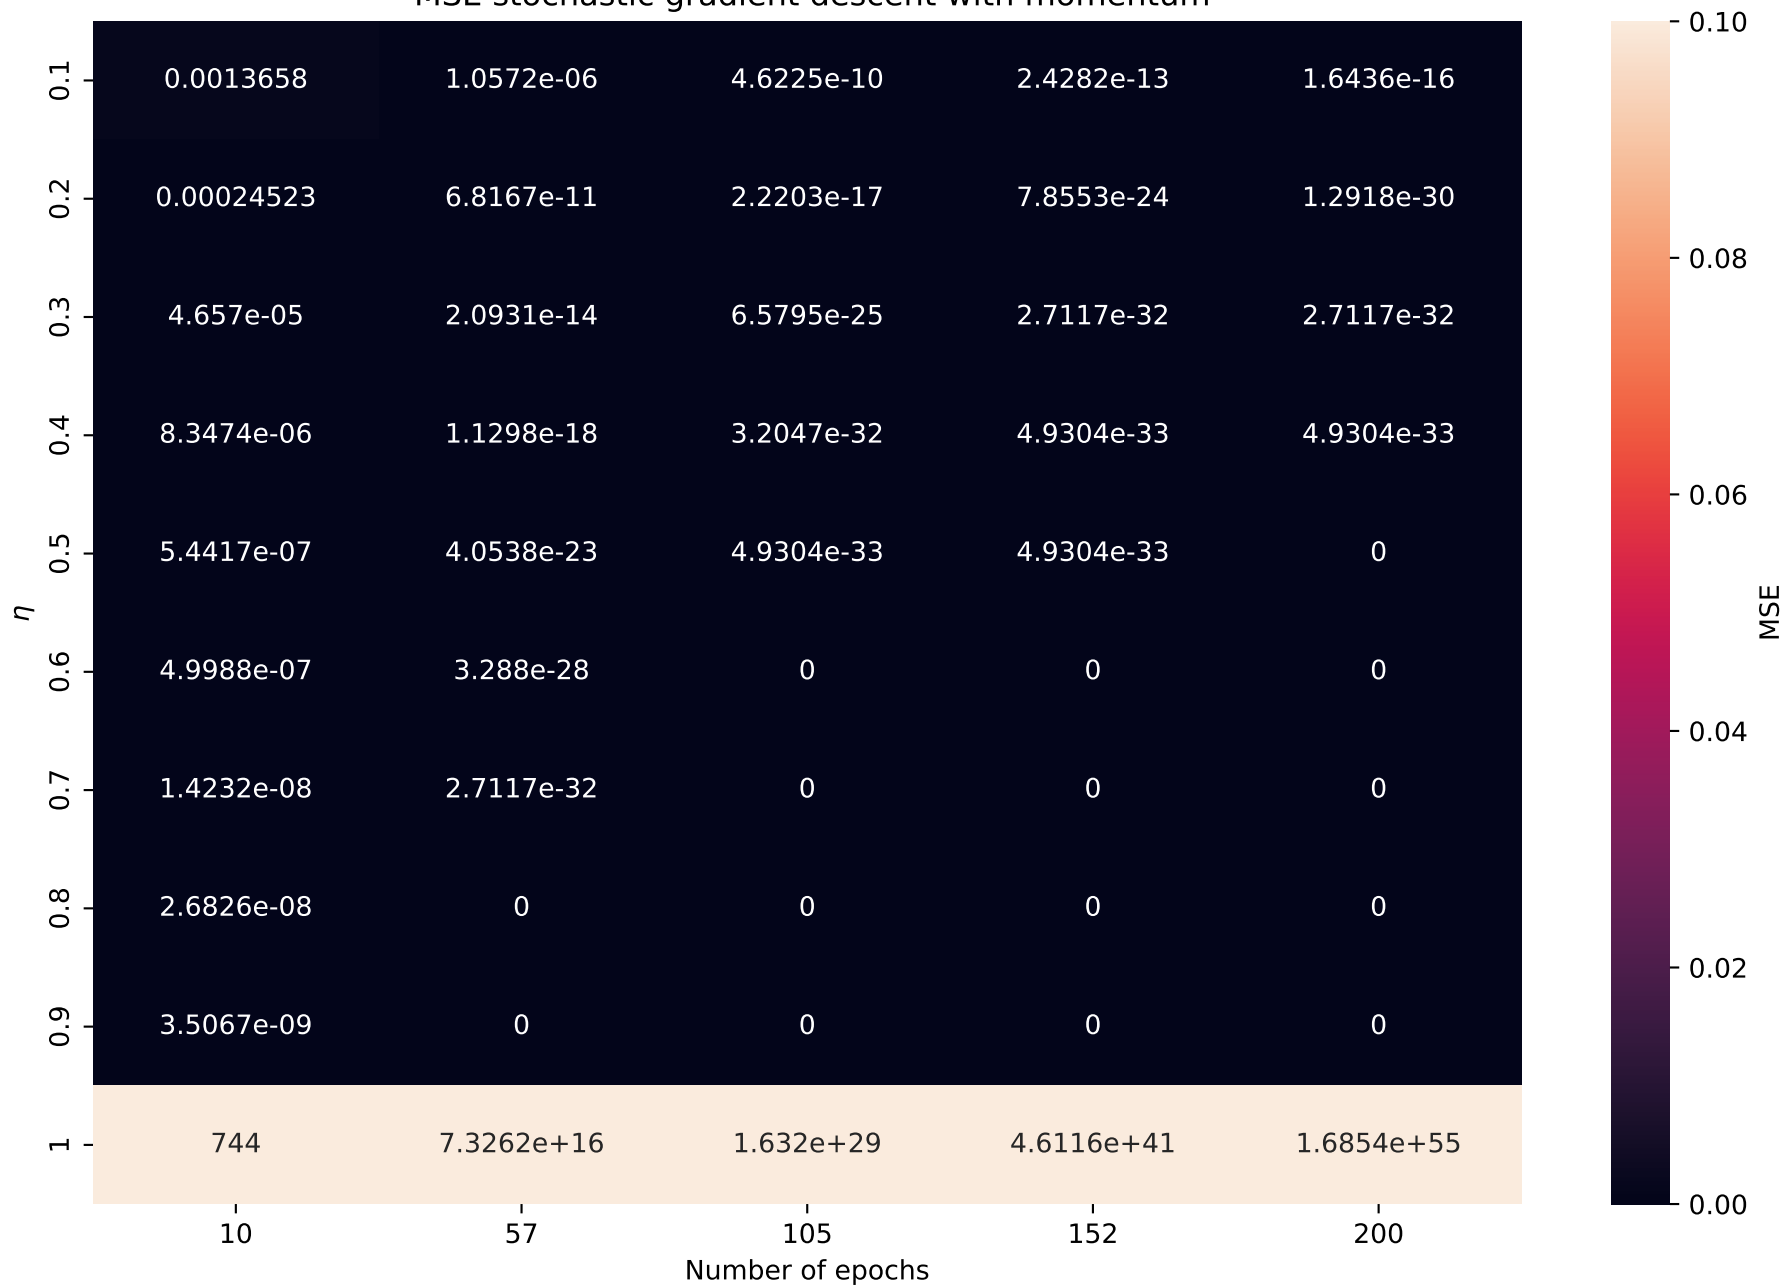 MSE stochastic gradient descent with momentum
0.1 0.0013658 1.0572e-06 4.6225e-10 2.4282e-13 1.6436e-16
0.2 0.00024523 6.8167e-11 2.2203e-17 7.8553e-24 1.2918e-30
0.3 4.657e-05 2.0931e-14 6.5795e-25 2.7117e-32 2.7117e-32
0.4 8.3474e-06 1.1298e-18 3.2047e-32 4.9304e-33 4.9304e-33
0.5 5.4417e-07 4.0538e-23 4.9304e-33 4.9304e-33 0
0.6 4.9988e-07 3.288e-28 0 0 0
0.7 1.4232e-08 2.7117e-32 0 0 0
0.8 2.6826e-08 0 0 0 0
0.9 3.5067e-09 0 0 0 0
1 744 7.3262e+16 1.632e+29 4.6116e+41 1.6854e+55
10 57 105 152 200
Number of epochs
η
0.10
0.08
0.06
0.04
0.02
0.00
MSE